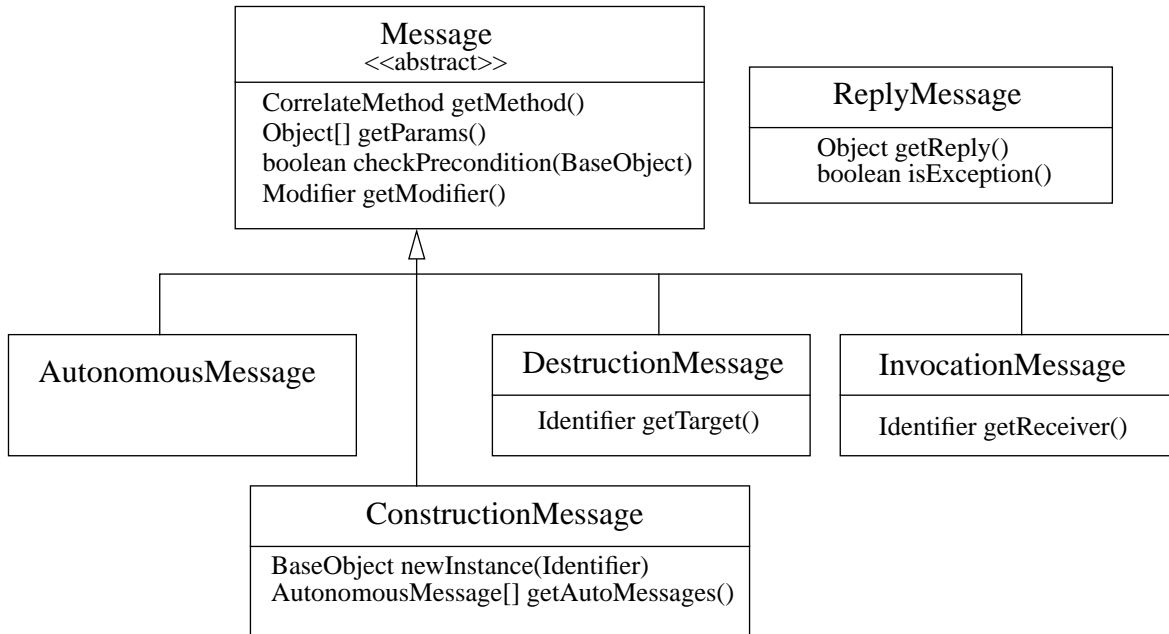 Message
<<abstract>>
CorrelateMethod getMethod()
Object[] getParams()
boolean checkPrecondition(BaseObject)
Modifier getModifier()
ReplyMessage
Object getReply()
boolean isException()
AutonomousMessage
DestructionMessage
Identifier getTarget()
InvocationMessage
Identifier getReceiver()
ConstructionMessage
BaseObject newInstance(Identifier)
AutonomousMessage[] getAutoMessages()